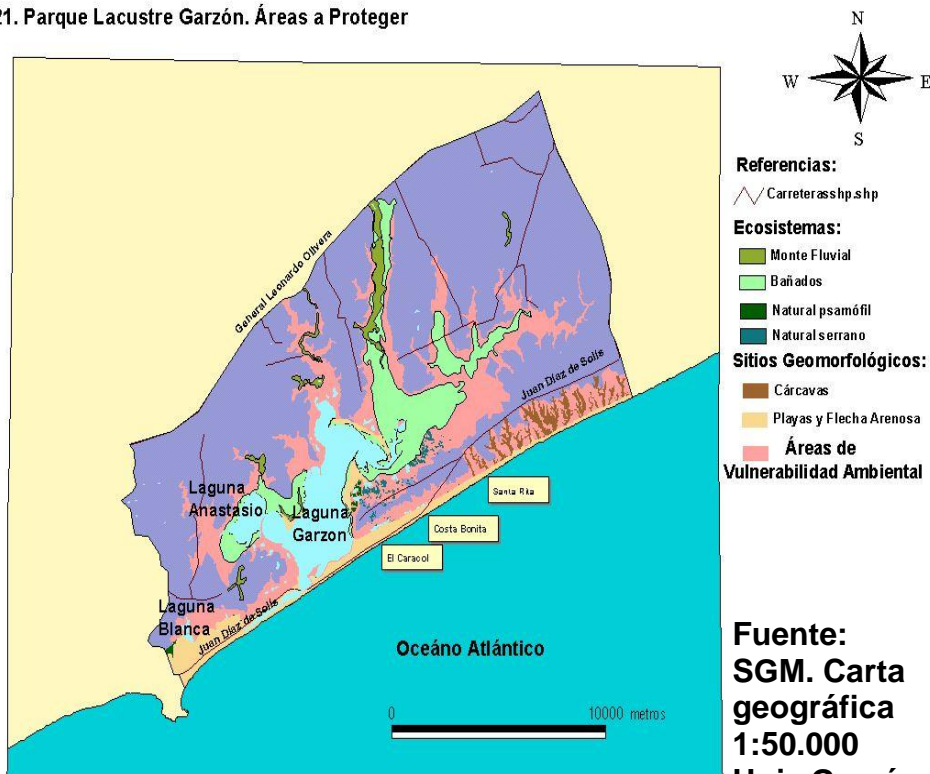 21. Parque Lacustre Garzón. Áreas a Proteger
N
W
E
S
Referencias:
Carreterasshp.shp
Ecosistemas:
Monte Fluvial
Bañados
Natural psamófil
Natural serrano
Sitios Geomorfológicos:
Cárcavas
Playas y Flecha Arenosa
Áreas de
Vulnerabilidad Ambiental
General Leonardo Olivera
Juan Díaz de Solís
Laguna
Anastasio
Laguna
Garzon
Santa Rita
Costa Bonita
El Caracol
Laguna
Blanca
Juan Díaz de Solís
Oceáno Atlántico
0
10000 metros
Fuente:
SGM. Carta
geográfica
1:50.000